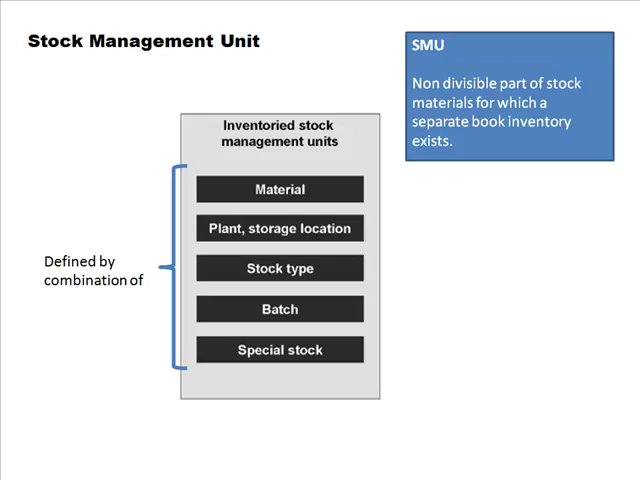 Stock Management Unit
SMU
Non divisible part of stock
materials for which a
separate book inventory
exists.
Inventoried stock
management units
Material
Plant, storage location
Stock type
Batch
Special stock
Defined by
combination of